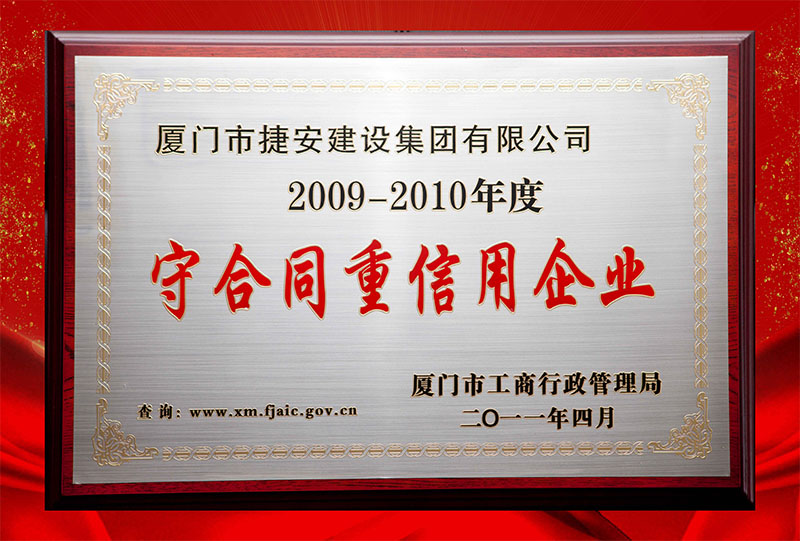 厦门市捷安建设集团有限公司
2009-2010年度
守合同重信用企业
厦门市工商行政管理局
查询：www.xm.fjaic.gov.cn
二〇一一年四月